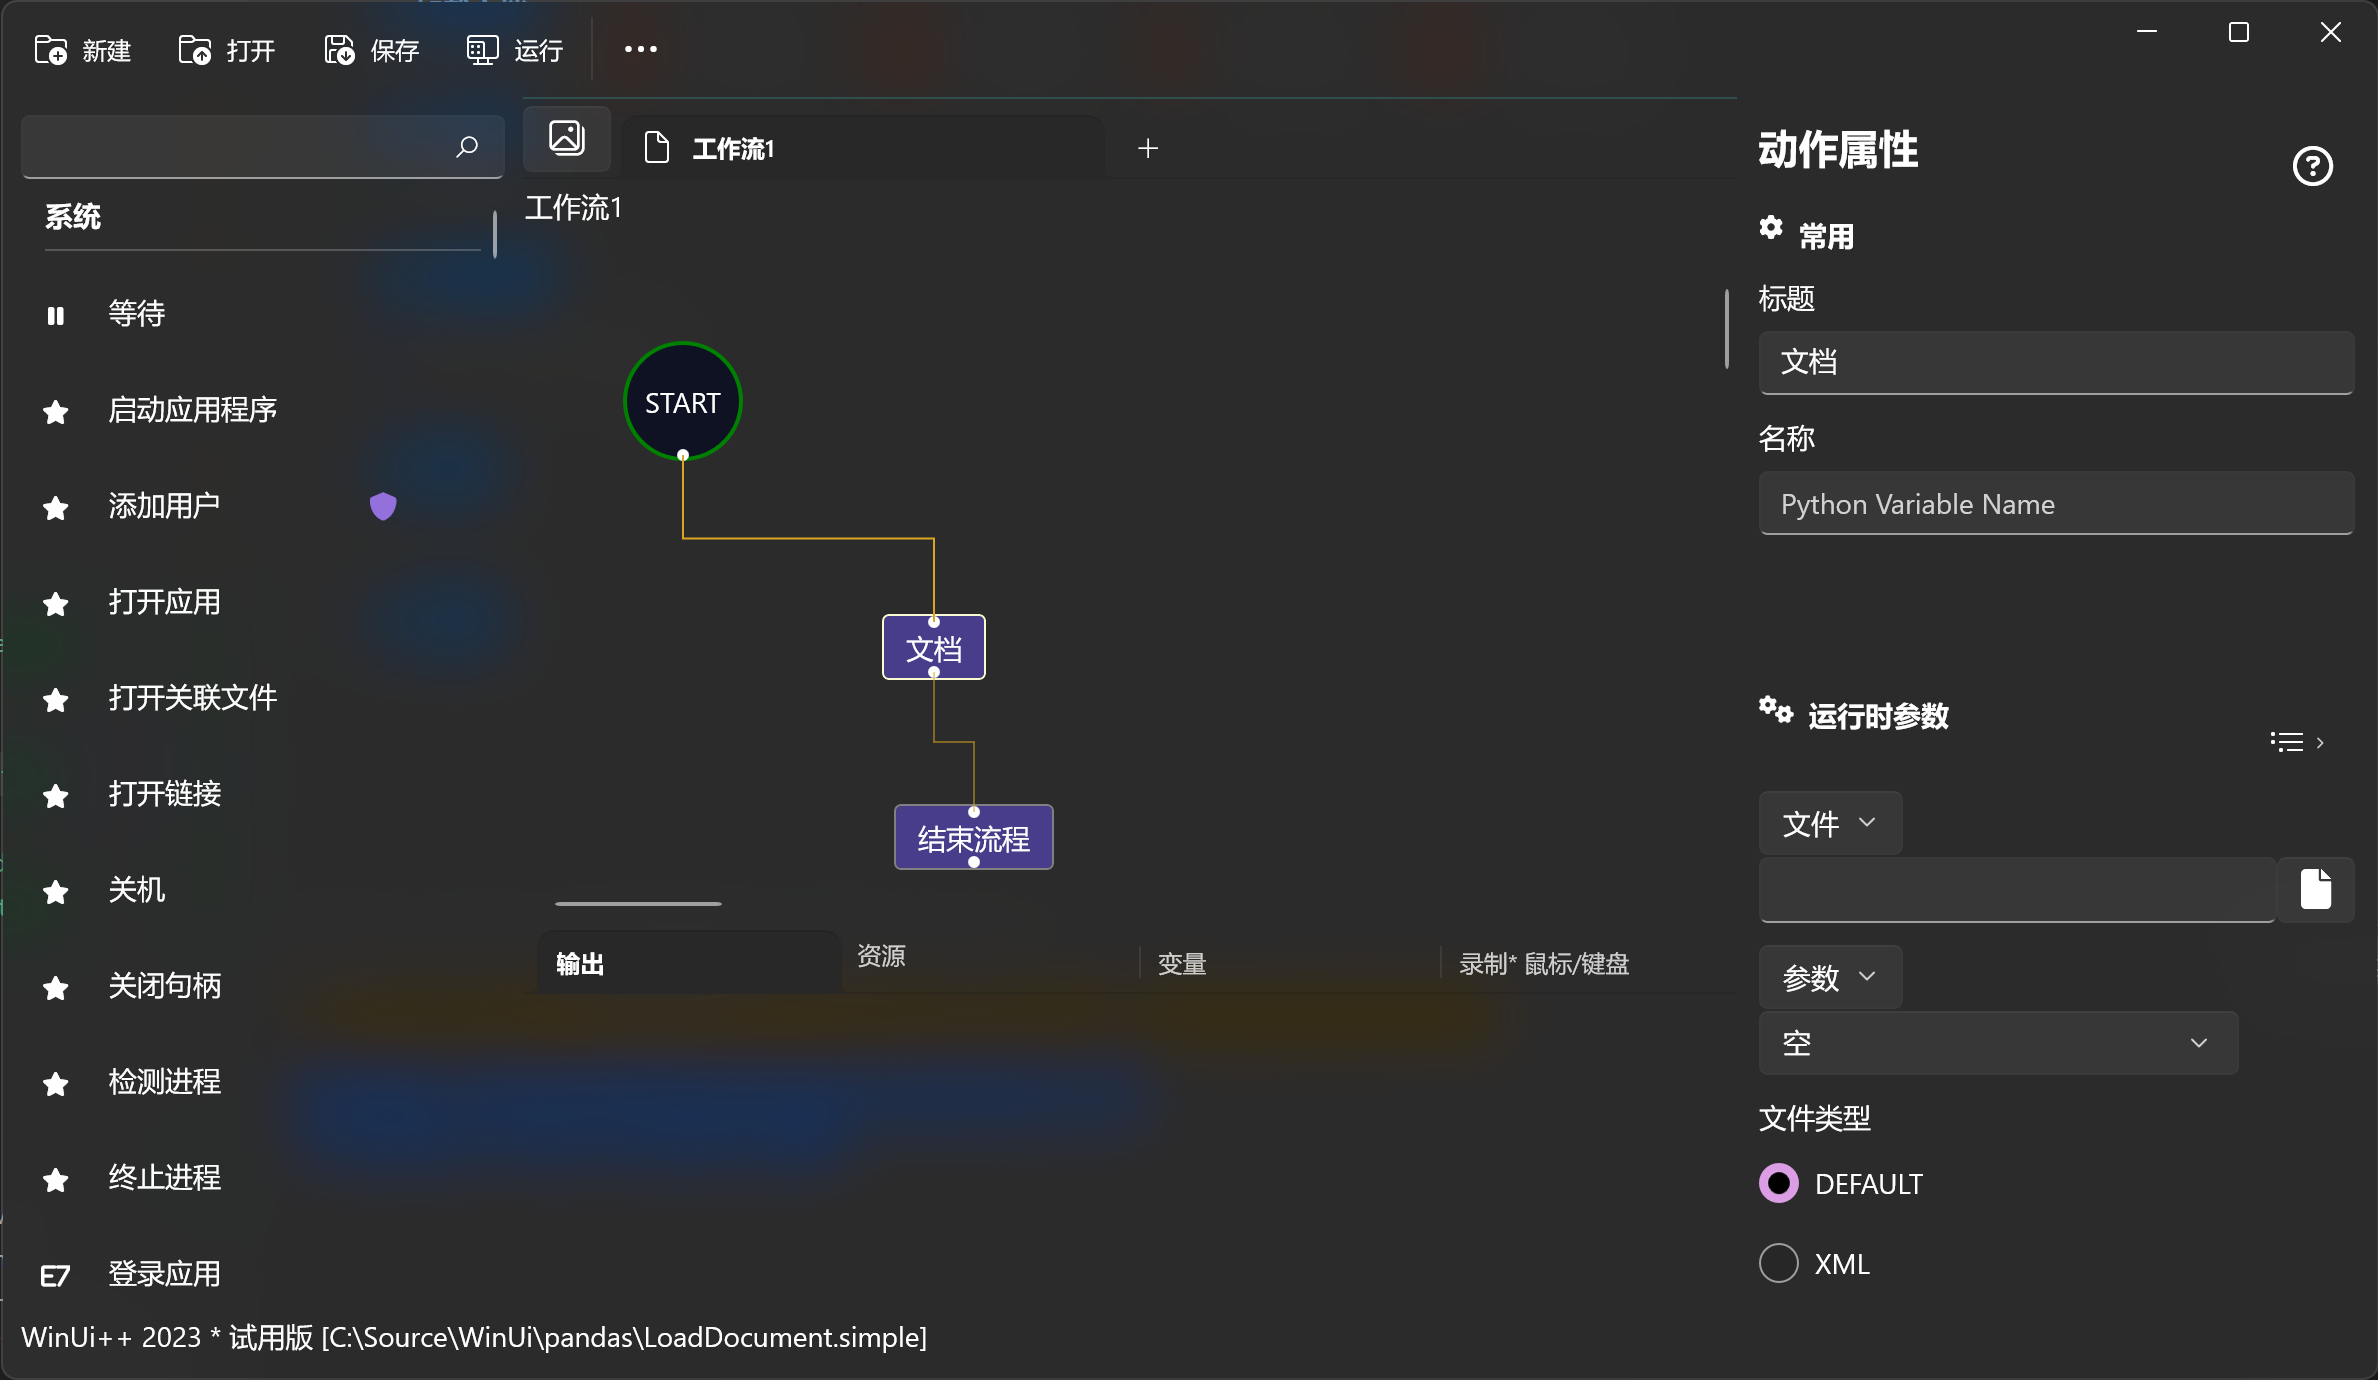 新建
打开
保存
运行
工作流1
动作属性
系统
工作流1
常用
等待
标题
文档
启动应用程序
START
名称
添加用户
Python Variable Name
打开应用
文档
打开关联文件
运行时参数
打开链接
文件
结束流程
关机
输出
资源
变量
录制* 鼠标/键盘
参数
关闭句柄
空
检测进程
文件类型
终止进程
DEFAULT
E7 登录应用
XML
WinUi++ 2023 * 试用版 [C:\Source\WinUi\pandas\LoadDocument.simple]